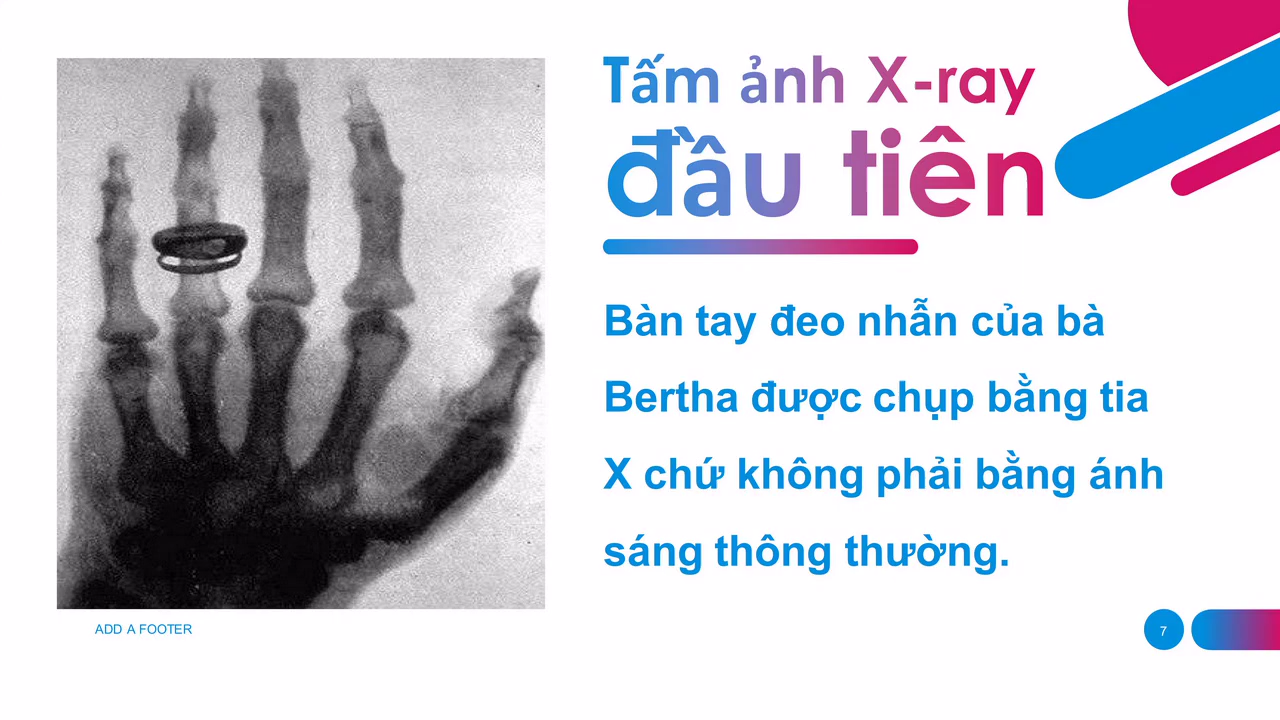 Tấm ảnh X-ray
đầu tiên
Bàn tay đeo nhẫn của bà
Bertha được chụp bằng tia
X chứ không phải bằng ánh
sáng thông thường.
ADD A FOOTER
7